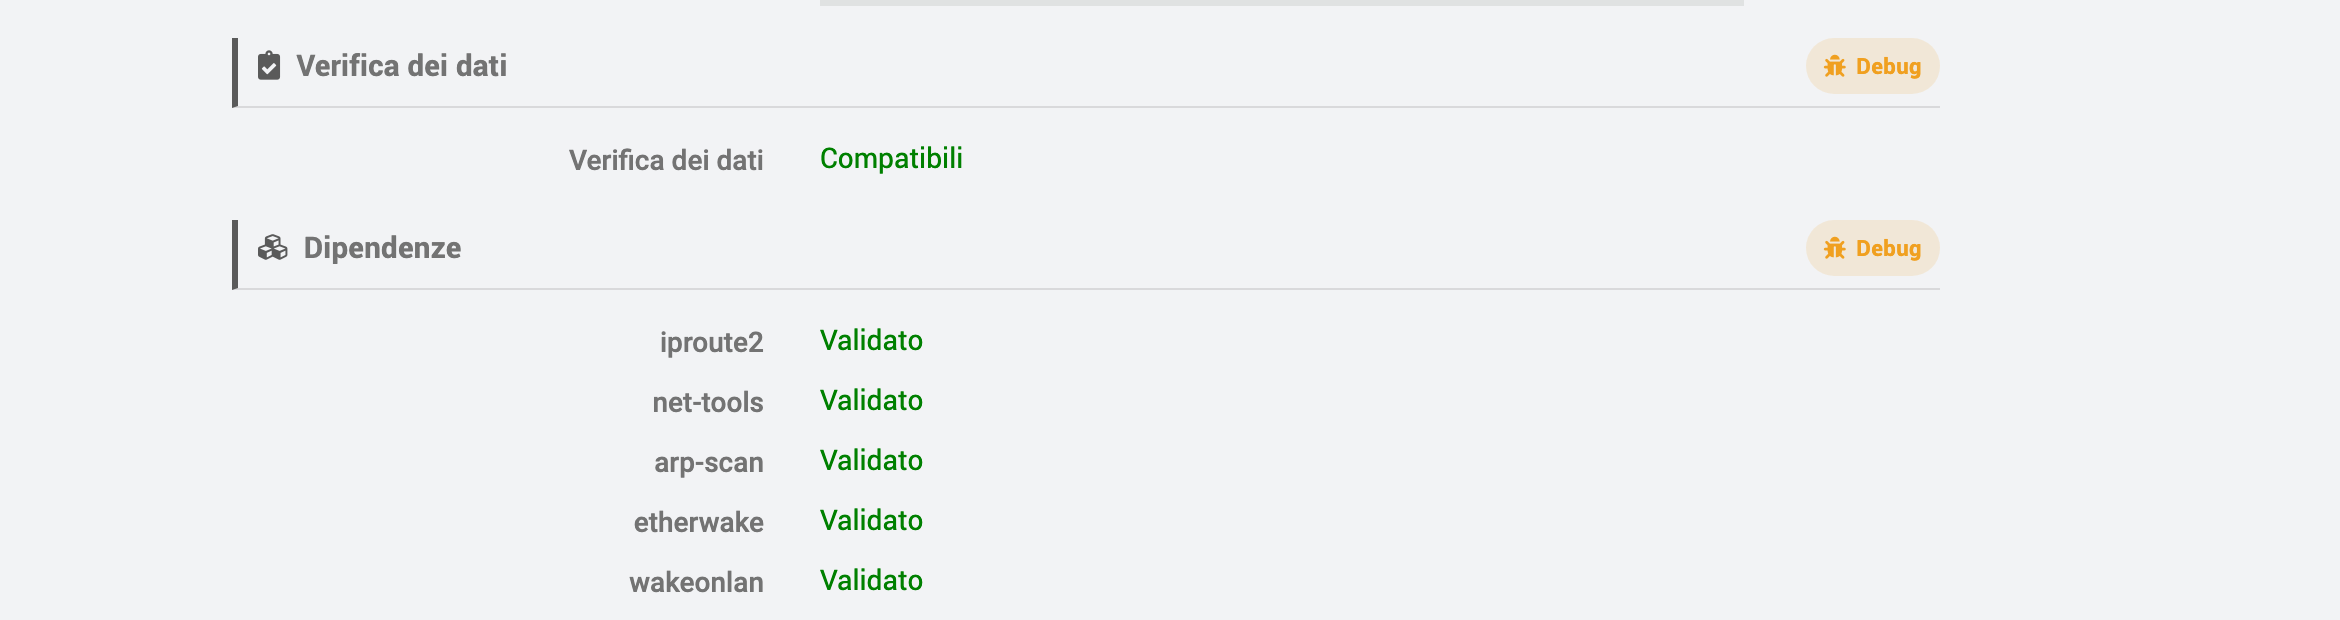 Verifica dei dati
Debug
Verifica dei dati Compatibili
Dipendenze
Debug
iproute2 Validato
net-tools Validato
arp-scan Validato
etherwake Validato
wakeonlan Validato